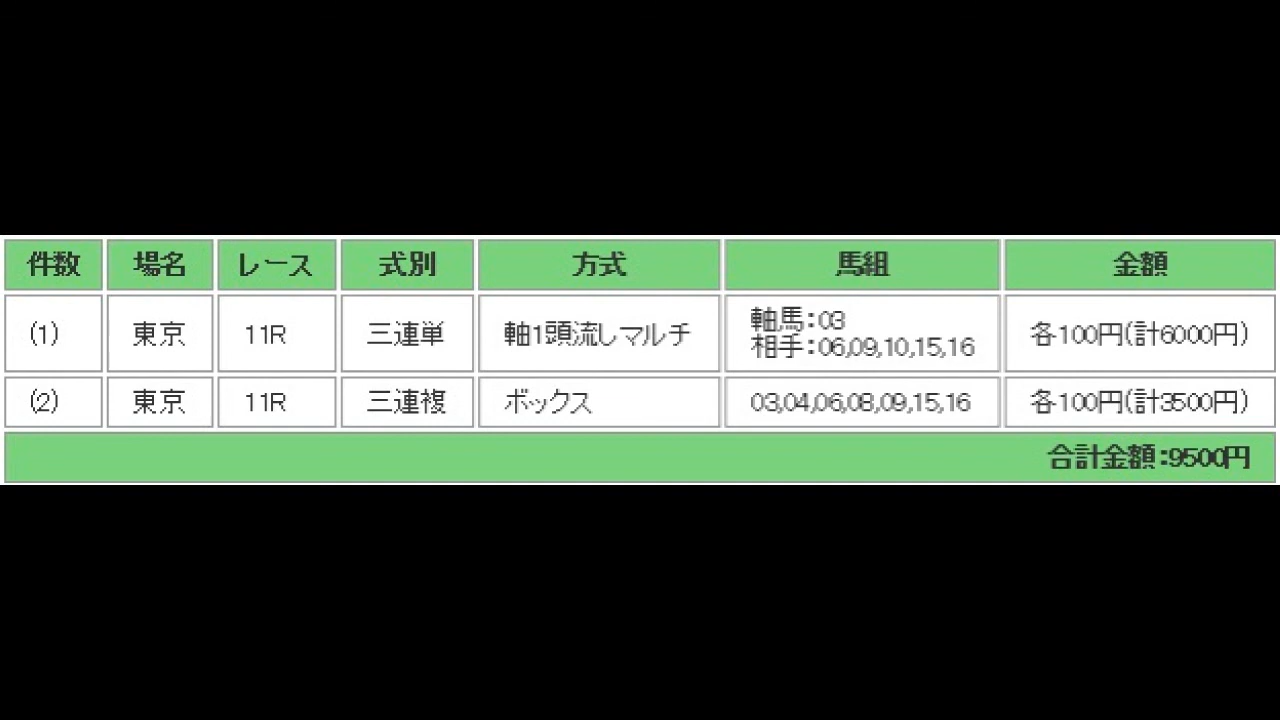 件数 場名 レース 式別 方式 馬組 金額
(1) 東京 11R 三連単 軸1頭流しマルチ 軸馬:03
相手:06,09,10,15,16 各100円(計6000円)
(2) 東京 11R 三連複 ボックス 03,04,06,08,09,15,16 各100円(計3500円)
合計金額:9500円